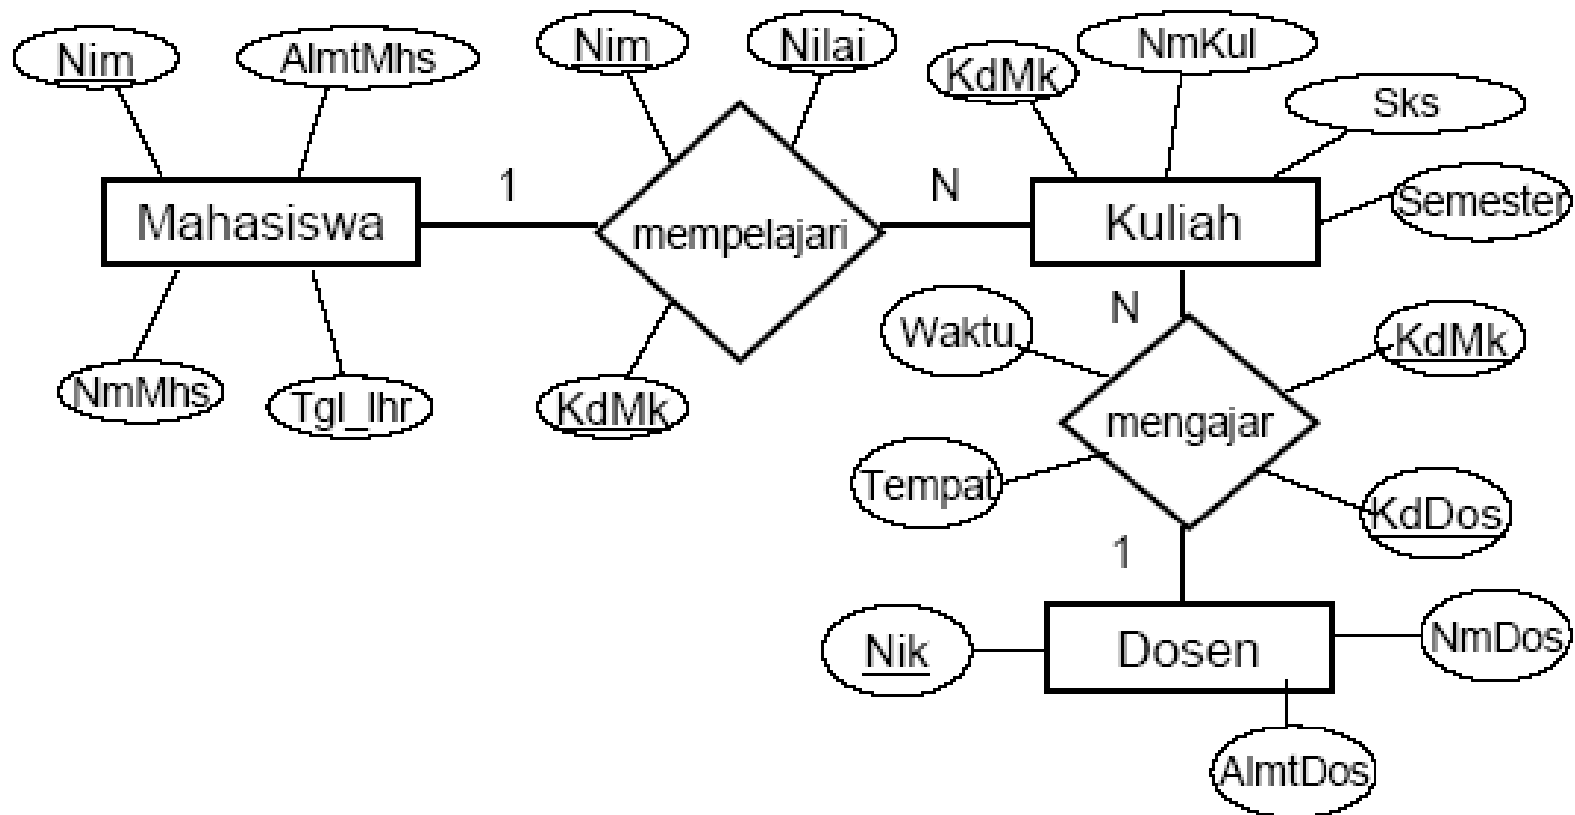 Nim
AlmtMhs
Nim
Nilai
KdMk
NmKul
Sks
Semester
Mahasiswa
1
mempelajari
N
Kuliah
NmMhs
Tgl_lhr
KdMk
N
Waktu
KdMk
mengajar
Tempat
KdDos
1
Nik
Dosen
NmDos
AlmtDos